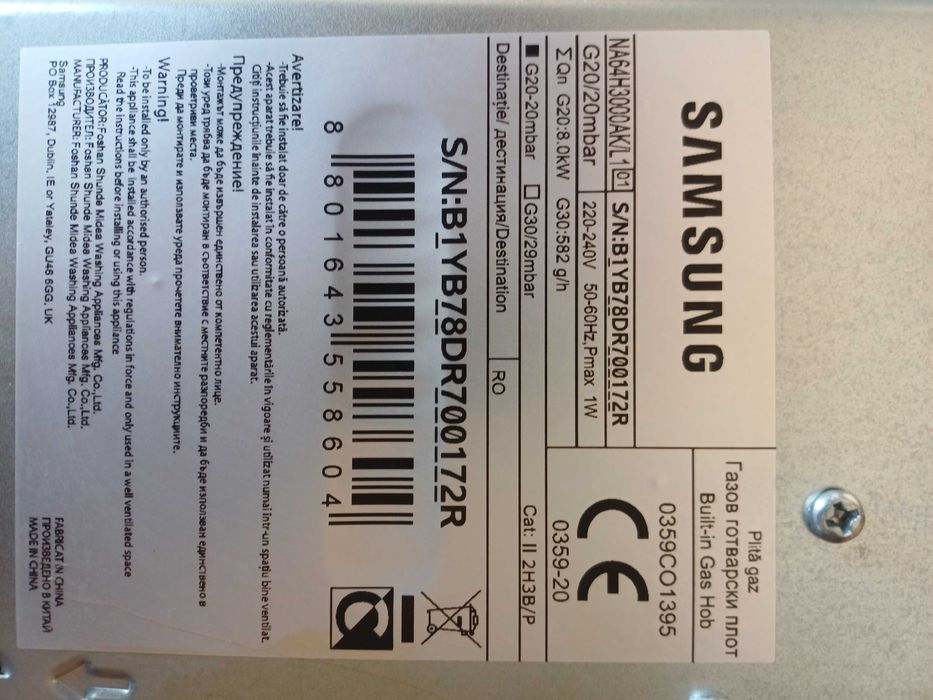 SAMSUNG
Plită gaz
Газов готварски плот
Built-in Gas Hob
0359CO1395
NA64H3000AK/L1 01 S/N:B1YB78DR700172R
G20/20mbar 220-240V 50-60Hz,Pmax 1W
ΣQn G20:8.0kW G30:582 g/h
CE
0359-20
■ G20-20mbar □ G30/29mbar Cat: II 2H3B/P
Destinație/ дестинация/Destination RO
S/N:B1YB78DR700172R
8 801643 558604
Avertizare!
-Trebuie să fie instalat doar de către o persoană autorizată.
-Acest aparat trebuie să fie instalat în conformitate cu reglementările în vigoare și utilizat numai într-un spațiu bine ventilat.
Citiți instrucțiunile înainte de instalarea sau utilizarea acestui aparat.
Предупреждение!
-Монтажът може да бъде извършен единствено от компетентно лице.
-Този уред трябва да бъде монтиран в съответствие с местните разпоредби и да бъде използван единствено в
проветриви места.
Преди да монтирате и използвате уреда прочетете внимателно инструкциите.
Warning!
-To be installed only by an authorised person.
-This appliance shall be installed accordance with regulations in force and only used in a well ventilated space
Read the instructions before installing or using this appliance
PRODUCĂTOR:Foshan Shunde Midea Washing Appliances Mfg. Co.,Ltd.
ПРОИЗВОДИТЕЛ:Foshan Shunde Midea Washing Appliances Mfg. Co.,Ltd.
MANUFACTURER:Foshan Shunde Midea Washing Appliances Mfg. Co.,Ltd.
Samsung
PO Box 12987, Dublin. IE or Yateley, GU46 6GG. UK
FABRICAT IN CHINA
ПРОИЗВЕДЕНО В КИТАЙ
MADE IN CHINA